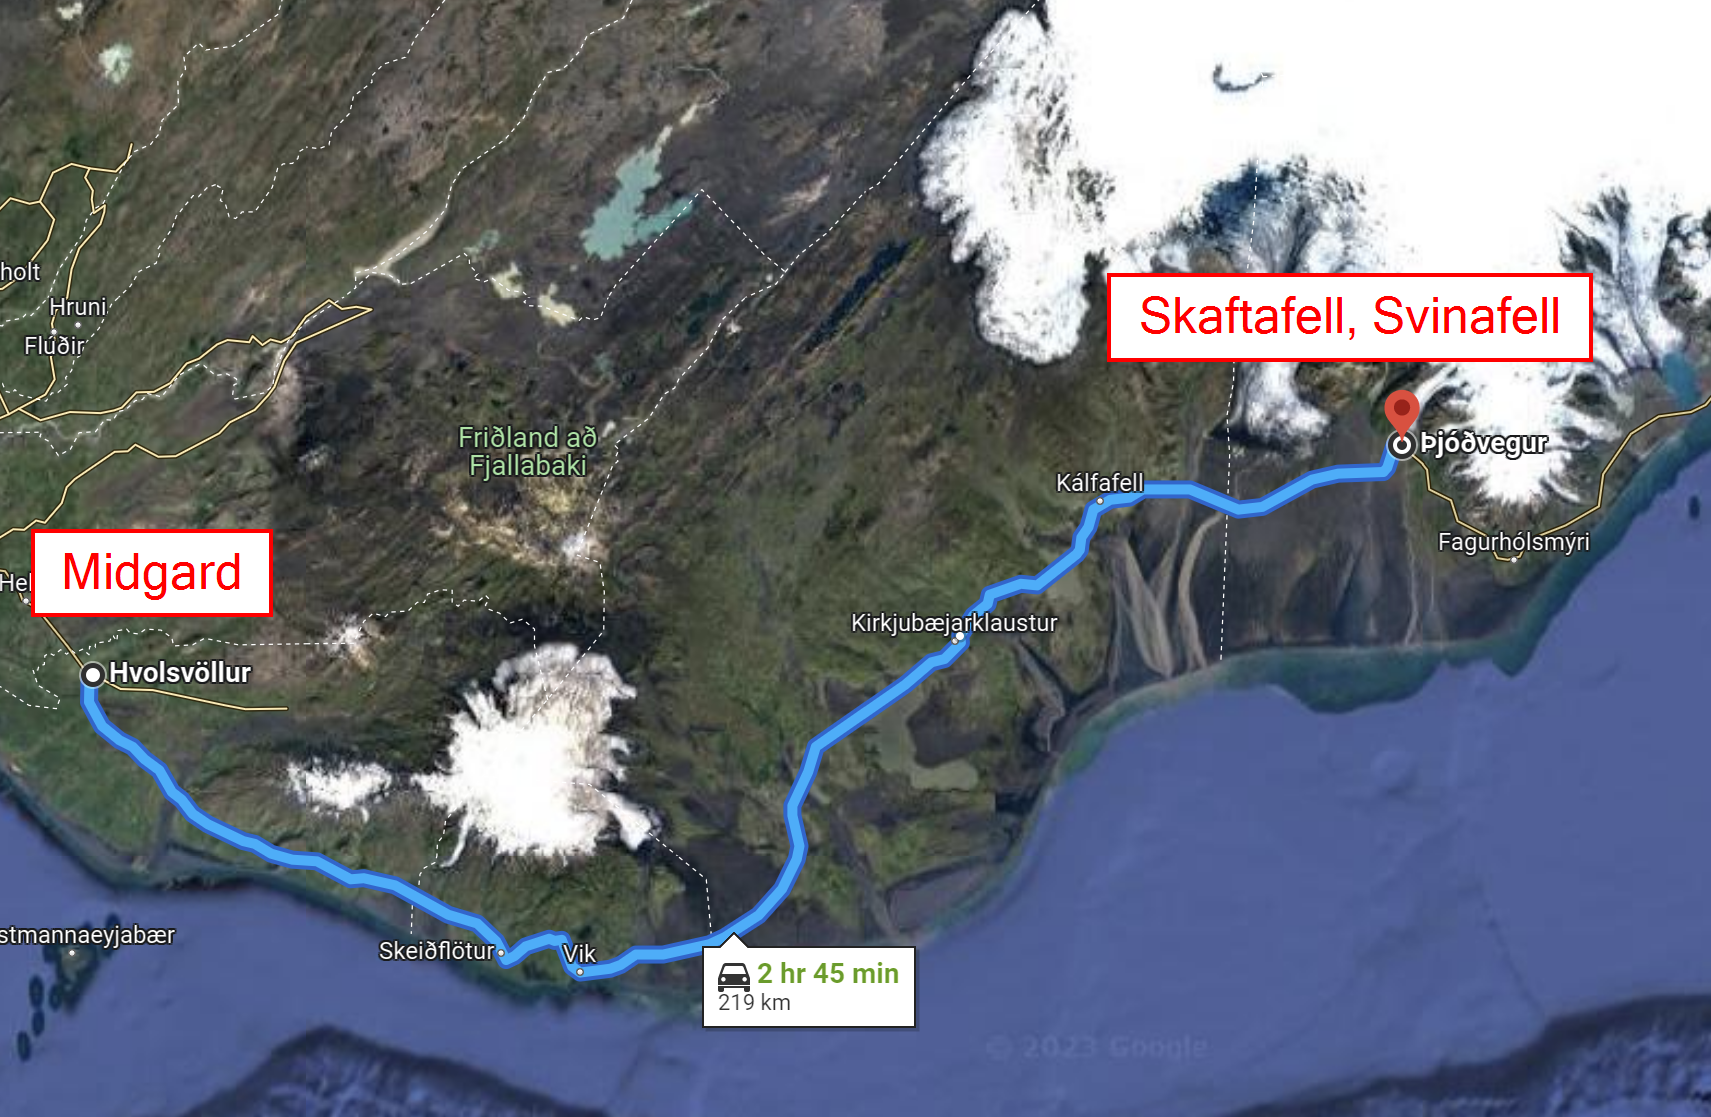 holt
Hruni
Flúðir
Skaftafell, Svinafell
Friðland að
Fjallabaki
Þjóðvegur
Kálfafell
Fagurhólsmýri
Hel
Midgard
Kirkjubæjarklaustur
Hvolsvöllur
stmannaeyjabær
Skeiðflötur
Vik
2 hr 45 min
219 km
© 2023 Google